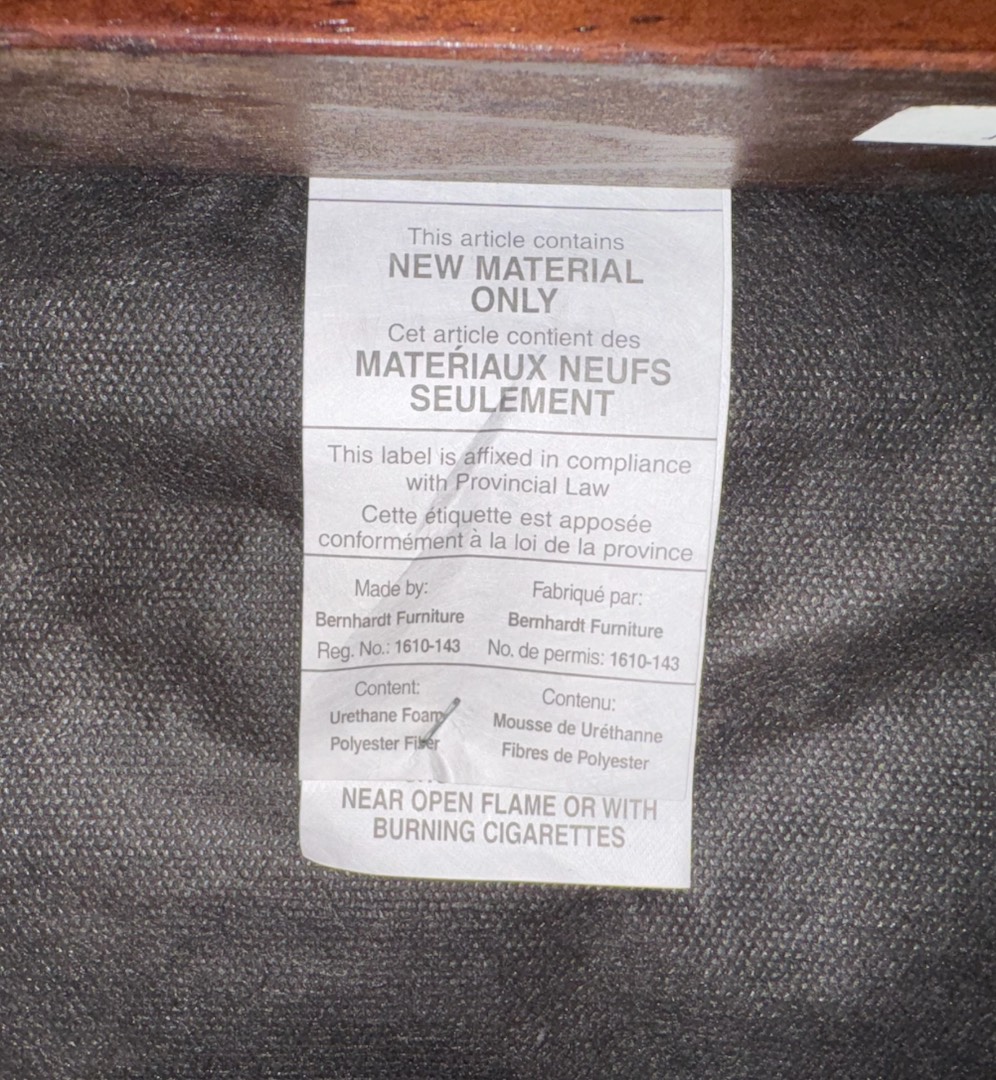 This article contains
NEW MATERIAL
ONLY
Cet article contient des
MATEŔIAUX NEUFS
SEULEMENT
This label is affixed in compliance
with Provincial Law
Cette étiquette est apposée
conformément à la loi de la province
Made by:
Bernhardt Furniture
Reg. No.: 1610-143
Fabriqué par:
Bernhardt Furniture
No. de permis: 1610-143
Content:
Urethane Foam
Polyester Fiber
Contenu:
Mousse de Uréthanne
Fibres de Polyester
NEAR OPEN FLAME OR WITH
BURNING CIGARETTES